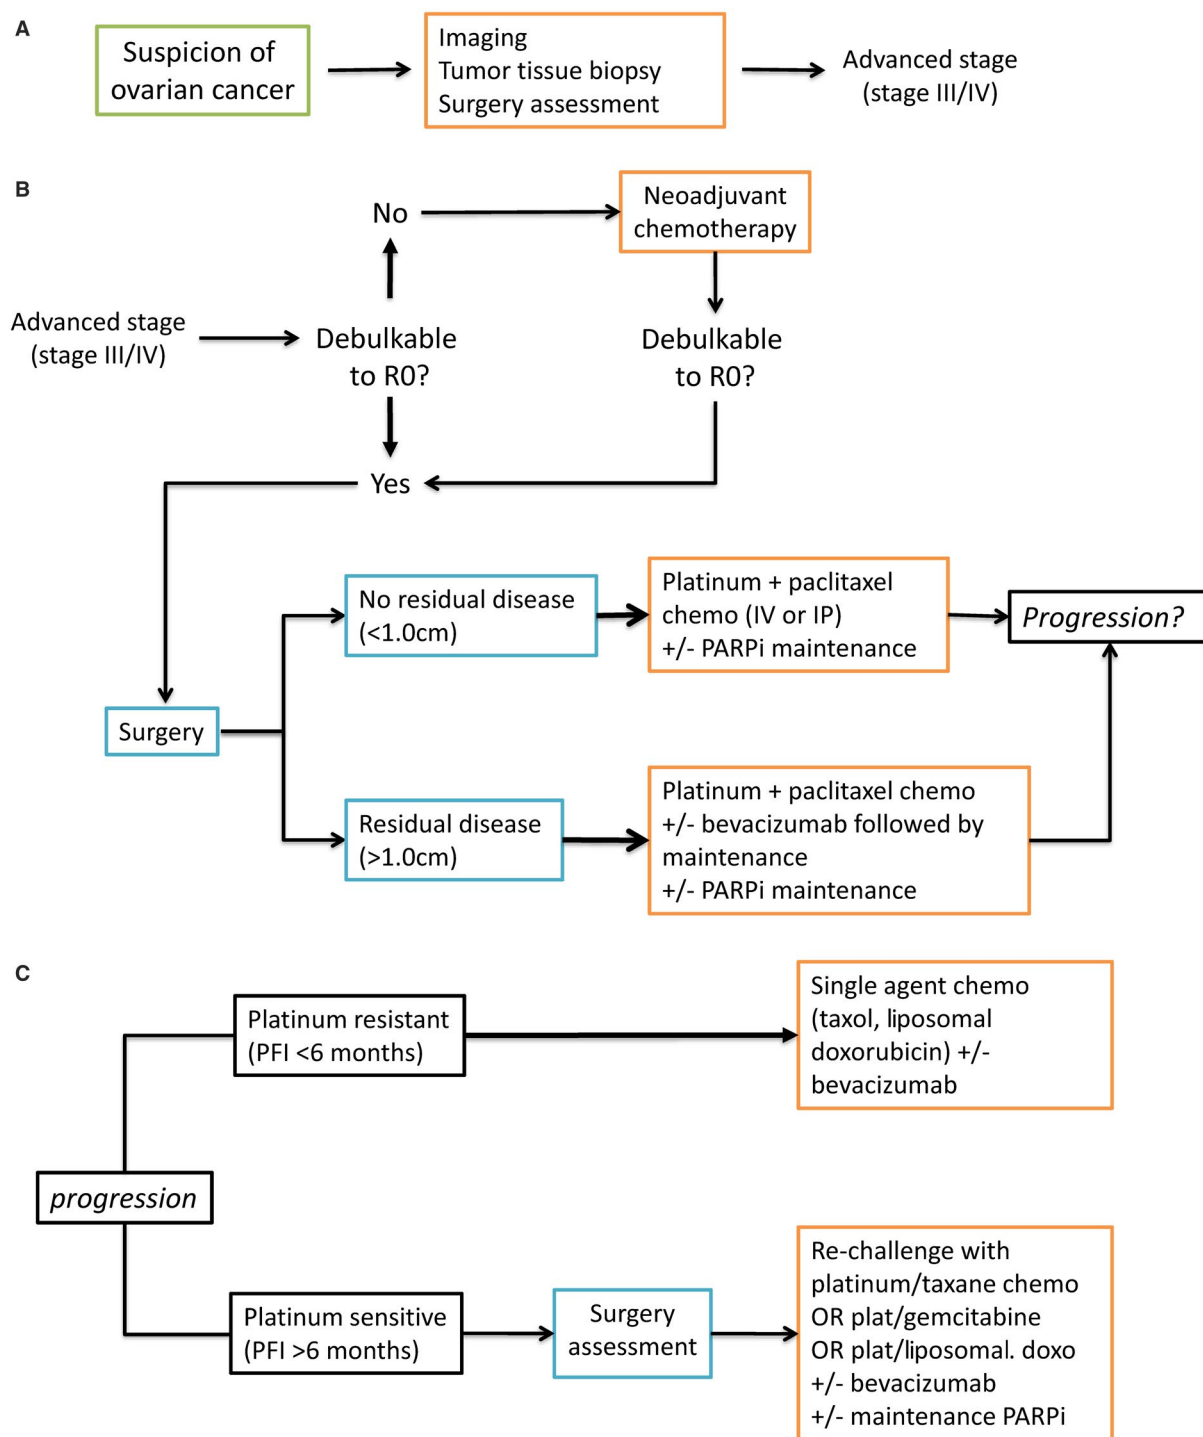 A
Suspicion of
ovarian cancer
Imaging
Tumor tissue biopsy
Surgery assessment
Advanced stage
(stage III/IV)
B
No
Neoadjuvant
chemotherapy
Advanced stage
(stage III/IV)
Debulkable
to R0?
Debulkable
to R0?
Yes
No residual disease
(<1.0cm)
Platinum + paclitaxel
chemo (IV or IP)
+/- PARPi maintenance
Progression?
Surgery
Residual disease
(>1.0cm)
Platinum + paclitaxel chemo
+/- bevacizumab followed by
maintenance
+/- PARPi maintenance
C
Platinum resistant
(PFI <6 months)
Single agent chemo
(taxol, liposomal
doxorubicin) +/-
bevacizumab
progression
Platinum sensitive
(PFI >6 months)
Surgery
assessment
Re-challenge with
platinum/taxane chemo
OR plat/gemcitabine
OR plat/liposomal. doxo
+/- bevacizumab
+/- maintenance PARPi